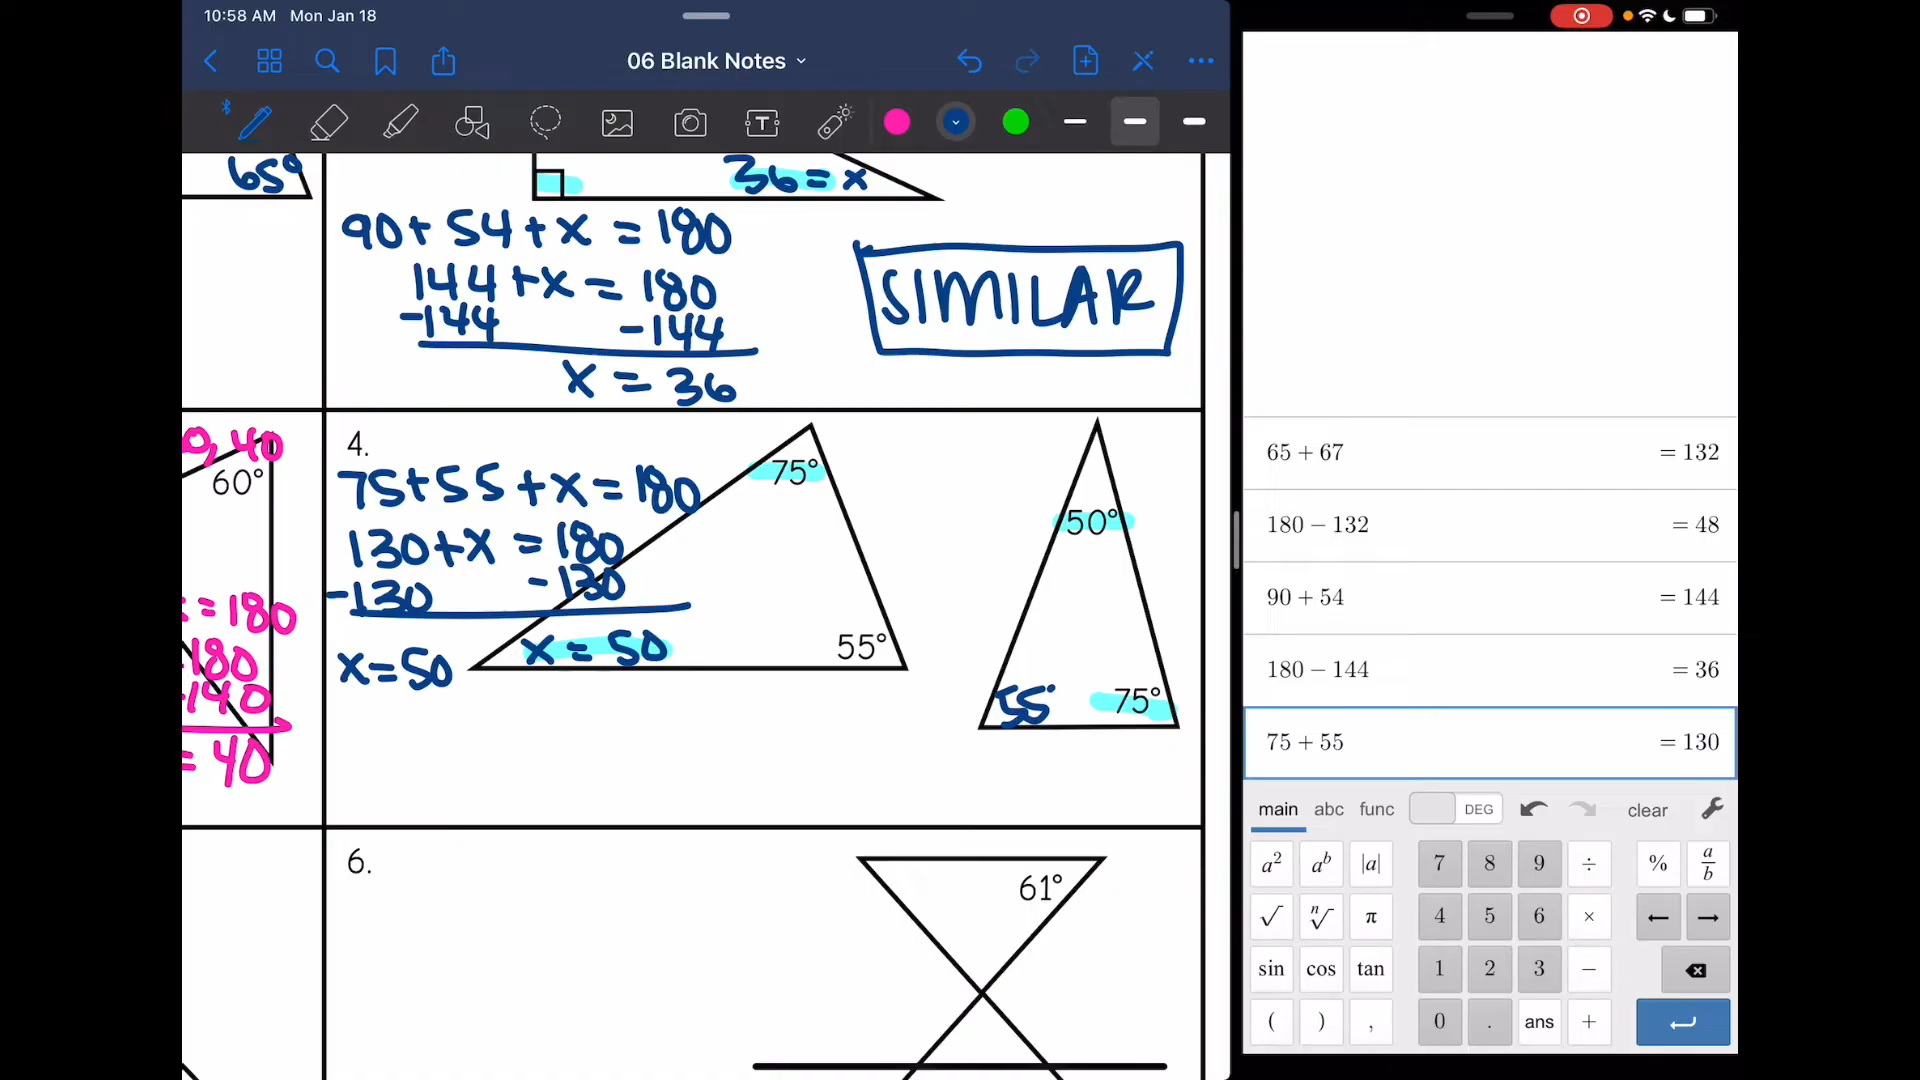 10:58 AM Mon Jan 18
06 Blank Notes
65°
36 = x
90 + 54 + x = 180
144 + x = 180
-144 -144
x = 36
SIMILAR
0, 40
60°
= 180
180
-140
= 40
4.
75 + 55 + x = 180
130 + x = 180
-130 -130
x = 50
x = 50
75°
55°
50°
55°
75°
6.
61°
65 + 67 = 132
180 − 132 = 48
90 + 54 = 144
180 − 144 = 36
75 + 55 = 130
main abc func DEG clear
a² aᵇ |a| 7 8 9 ÷ % a/b
√ ⁿ√ π 4 5 6 × ← →
sin cos tan 1 2 3 −
( ) , 0 . ans +